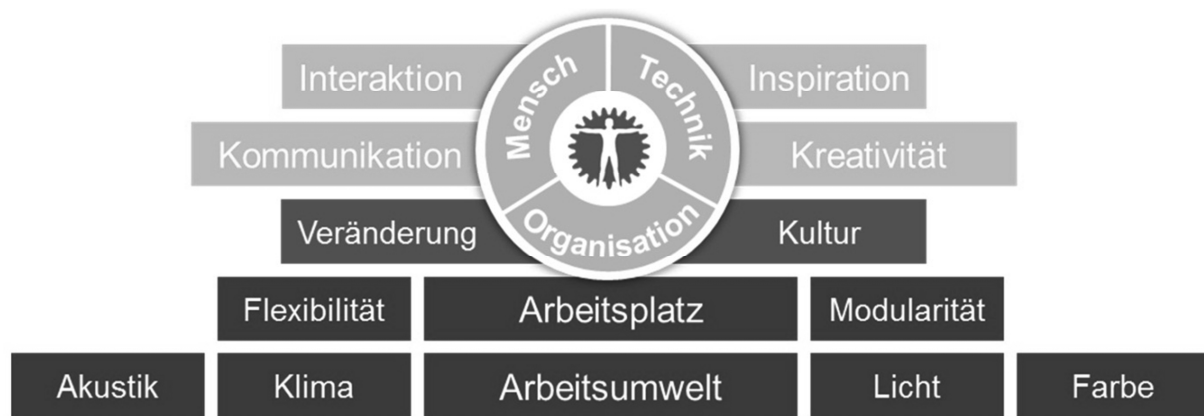 Interaktion Mensch Technik Inspiration
Kommunikation Kreativität
Veränderung Organisation Kultur
Flexibilität Arbeitsplatz Modularität
Akustik Klima Arbeitsumwelt Licht Farbe